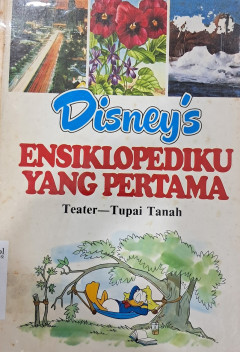 Disney's
ENSIKLOPEDIKU
YANG PERTAMA
Teater—Tupai Tanah